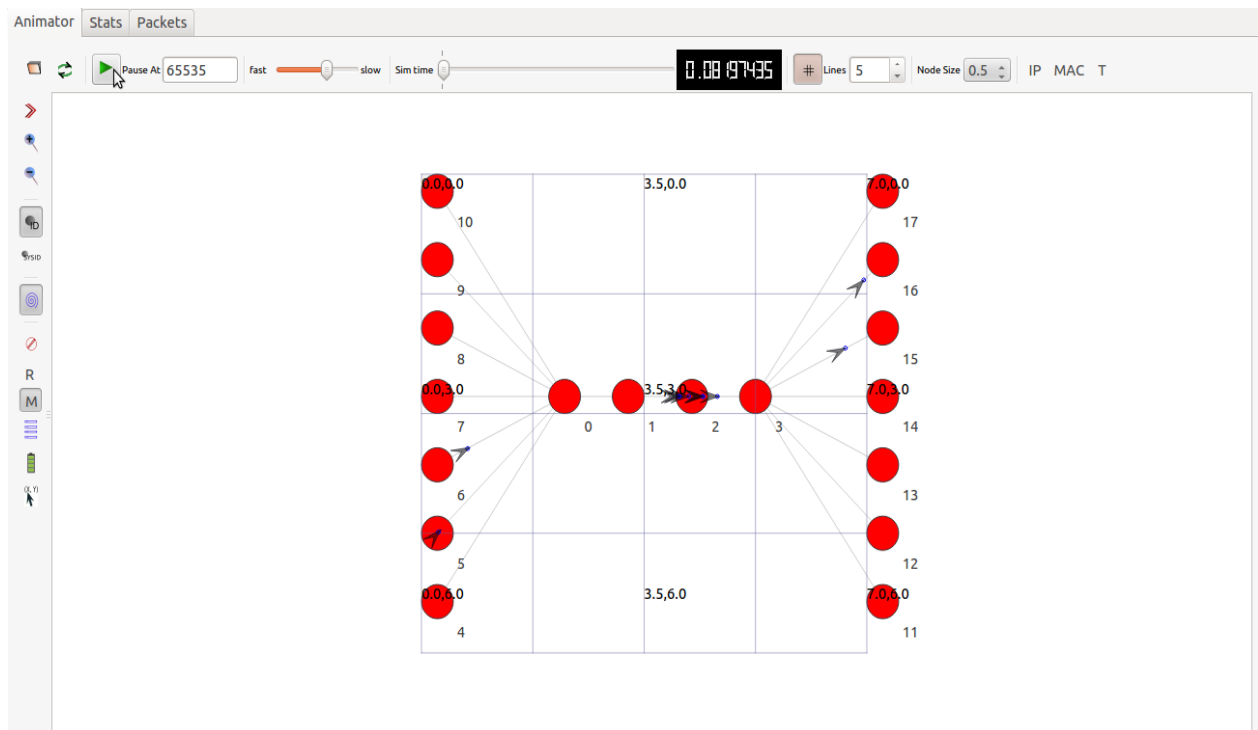 Animator Stats Packets
Pause At 65535 fast slow Sim time 0.08197435 # Lines 5 Node Size 0.5 IP MAC T
ID
SYSID
R
M
(X, Y)
0.0,0.0 3.5,0.0 7.0,0.0
10 17
9 16
8 15
0.0,3.0 3.5,3.0 7.0,3.0
7 0 1 2 3 14
6 13
5 12
0.0,6.0 3.5,6.0 7.0,6.0
4 11